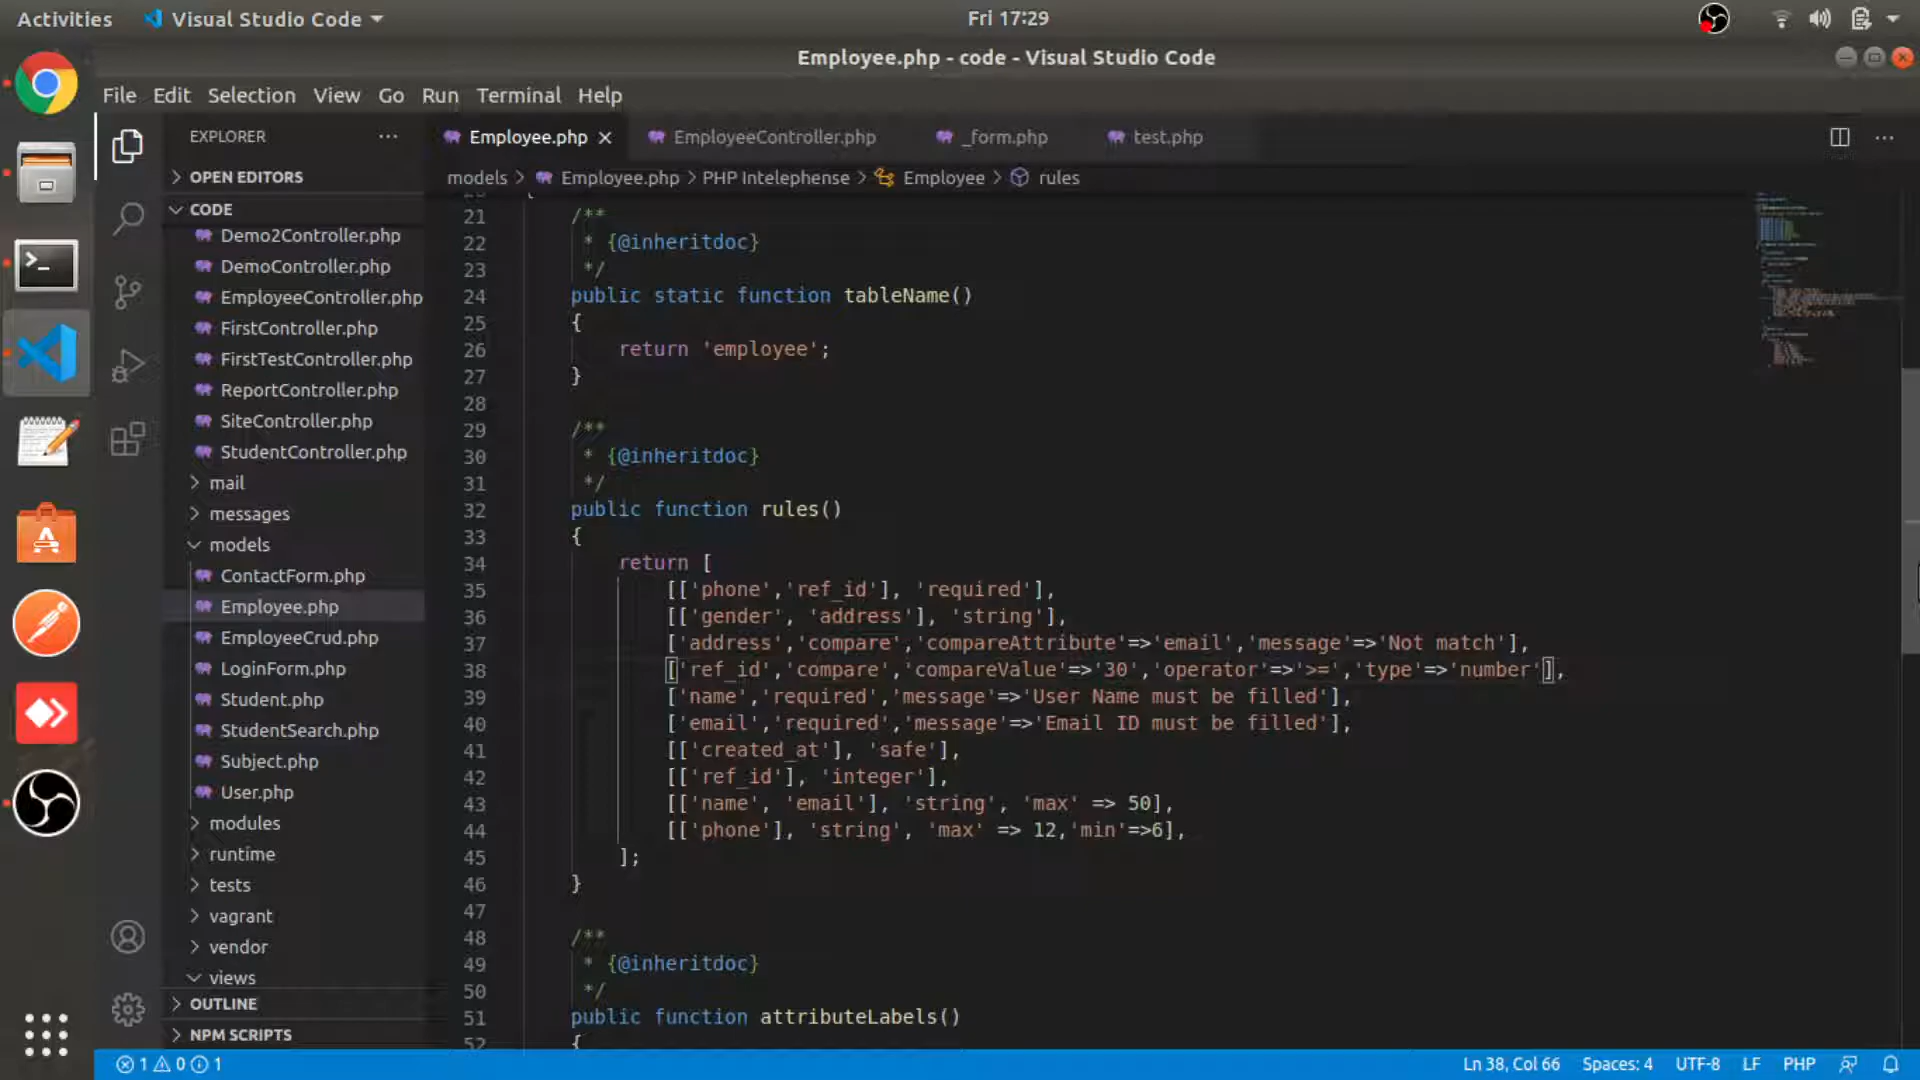 Activities
Visual Studio Code
Fri 17:29
Employee.php - code - Visual Studio Code
File Edit Selection View Go Run Terminal Help
EXPLORER
OPEN EDITORS
CODE
Demo2Controller.php
DemoController.php
EmployeeController.php
FirstController.php
FirstTestController.php
ReportController.php
SiteController.php
StudentController.php
mail
messages
models
ContactForm.php
Employee.php
EmployeeCrud.php
LoginForm.php
Student.php
StudentSearch.php
Subject.php
User.php
modules
runtime
tests
vagrant
vendor
views
OUTLINE
NPM SCRIPTS
Employee.php EmployeeController.php _form.php test.php
models > Employee.php > PHP Intelephense > Employee > rules
21 /**
22 * {@inheritdoc}
23 */
24 public static function tableName()
25 {
26 return 'employee';
27 }
28
29 /**
30 * {@inheritdoc}
31 */
32 public function rules()
33 {
34 return [
35 [['phone','ref_id'], 'required'],
36 [['gender', 'address'], 'string'],
37 ['address','compare','compareAttribute'=>'email','message'=>'Not match'],
38 ['ref_id','compare','compareValue'=>'30','operator'=>'>=','type'=>'number'],
39 ['name','required','message'=>'User Name must be filled'],
40 ['email','required','message'=>'Email ID must be filled'],
41 [['created_at'], 'safe'],
42 [['ref_id'], 'integer'],
43 [['name', 'email'], 'string', 'max' => 50],
44 [['phone'], 'string', 'max' => 12,'min'=>6],
45 ];
46 }
47
48 /**
49 * {@inheritdoc}
50 */
51 public function attributeLabels()
52 {
1 0 1
Ln 38, Col 66 Spaces: 4 UTF-8 LF PHP